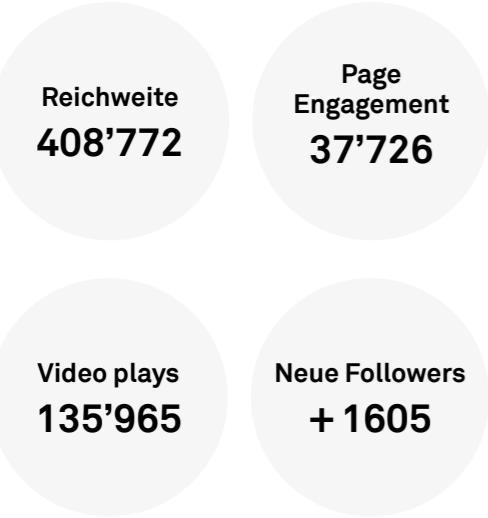 Reichweite
408’772
Page
Engagement
37’726
Video plays
135’965
Neue Followers
+ 1605